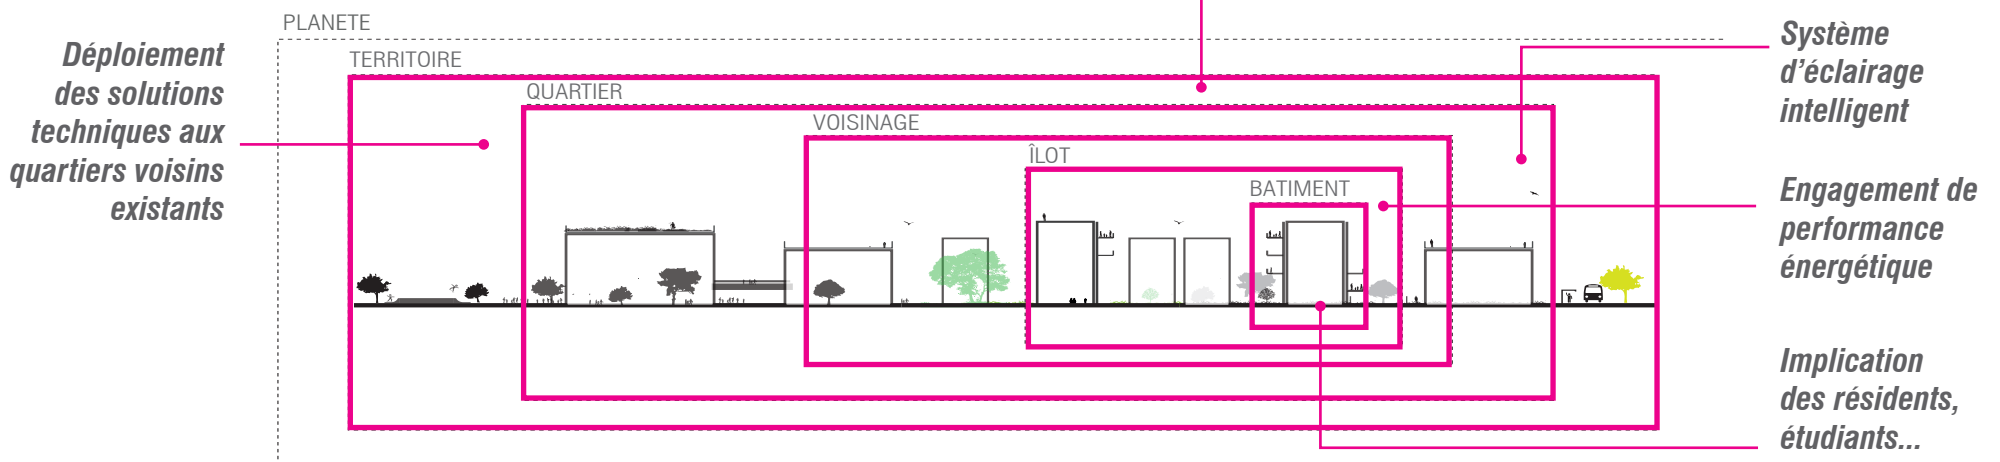 PLANETE
TERRITOIRE
QUARTIER
VOISINAGE
ÎLOT
BATIMENT
Déploiement
des solutions
techniques aux
quartiers voisins
existants
Système
d’éclairage
intelligent
Engagement de
performance
énergétique
Implication
des résidents,
étudiants...